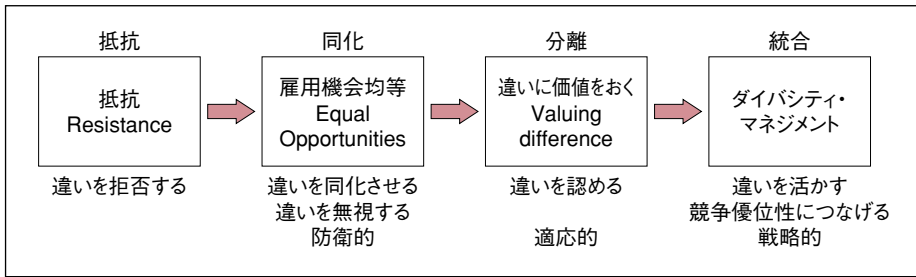 抵抗
同化
分離
統合
抵抗
Resistance
雇用機会均等
Equal
Opportunities
違いに価値をおく
Valuing
difference
ダイバシティ・
マネジメント
違いを拒否する
違いを同化させる
違いを無視する
防衛的
違いを認める
適応的
違いを活かす
競争優位性につなげる
戦略的